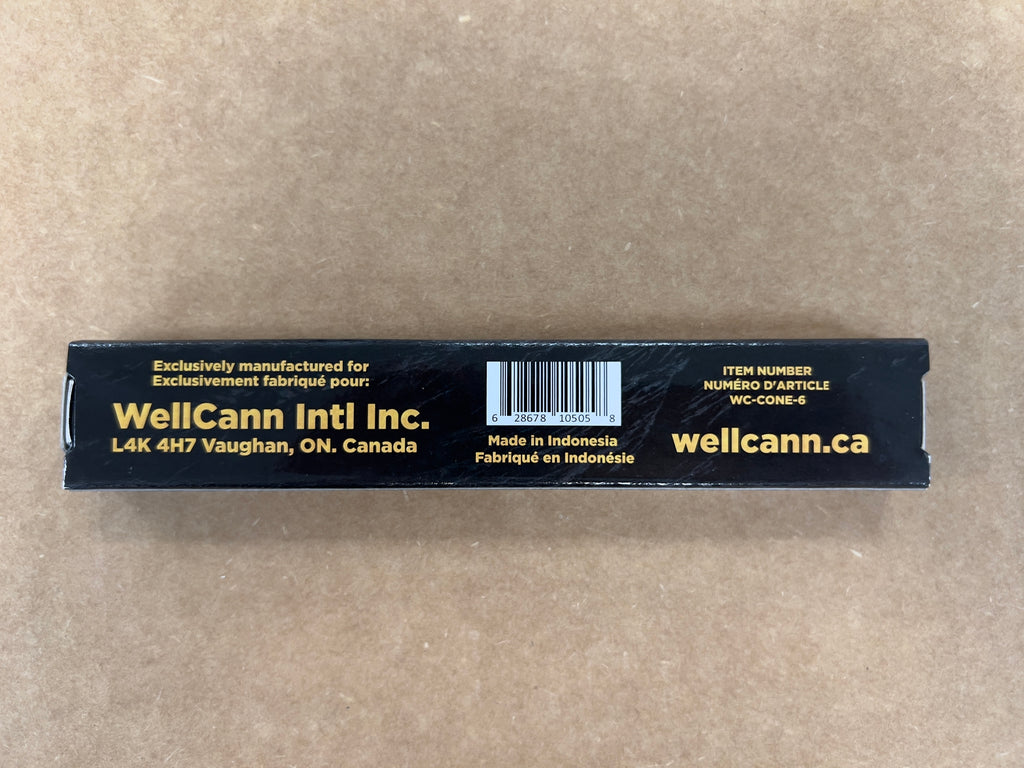 Exclusively manufactured for
Exclusivement fabriqué pour:
WellCann Intl Inc.
L4K 4H7 Vaughan, ON. Canada
6 28678 10505 8
Made in Indonesia
Fabriqué en Indonésie
ITEM NUMBER
NUMÉRO D'ARTICLE
WC-CONE-6
wellcann.ca